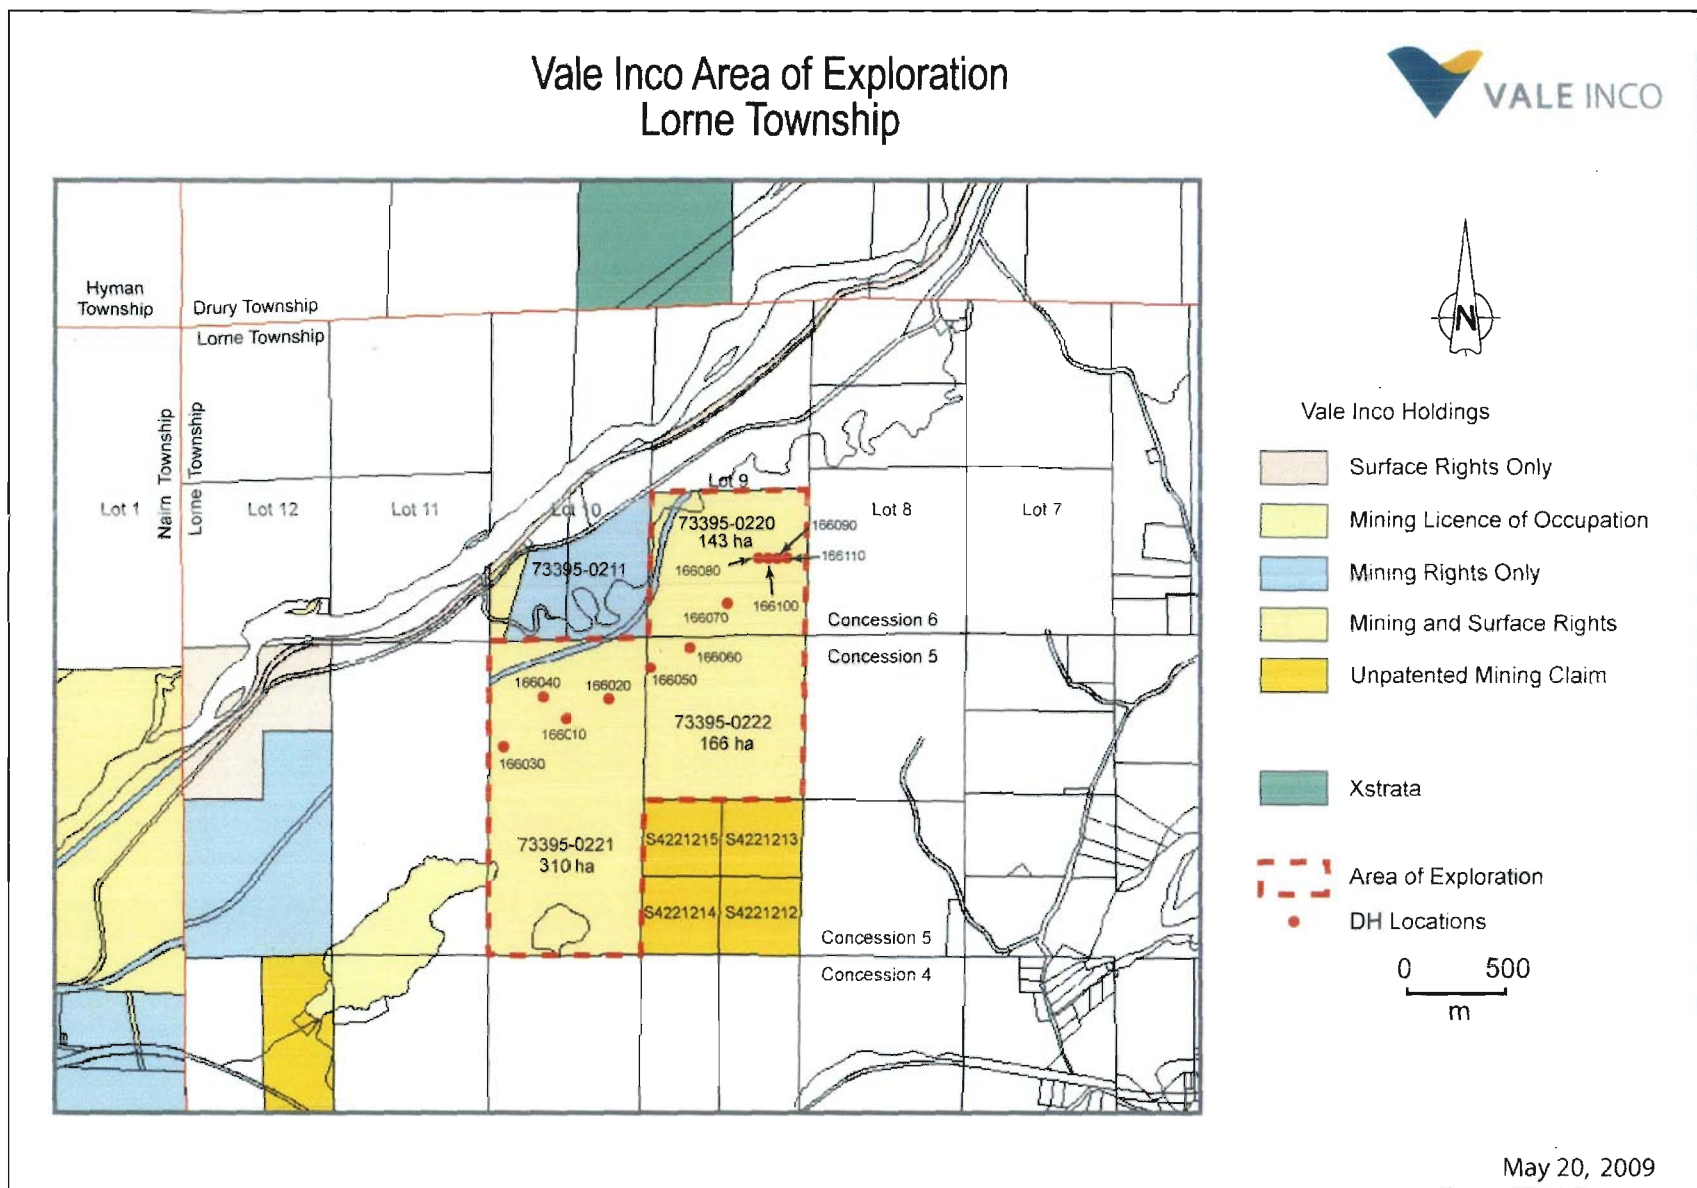 Vale Inco Area of Exploration
Lorne Township
VALE INCO
Hyman
Township
Drury Township
Lorne Township
Nairn Township
Lorne Township
Lot 1
Lot 12
Lot 11
Lot 10
Lot 9
Lot 8
Lot 7
73395-0220
143 ha
166090
166110
166080
166100
166070
73395-0211
Concession 6
Concession 5
166060
166050
166040
166020
166010
166030
73395-0222
166 ha
73395-0221
310 ha
S4221215
S4221213
S4221214
S4221212
Concession 5
Concession 4
N
Vale Inco Holdings
Surface Rights Only
Mining Licence of Occupation
Mining Rights Only
Mining and Surface Rights
Unpatented Mining Claim
Xstrata
Area of Exploration
DH Locations
0 500
m
May 20, 2009